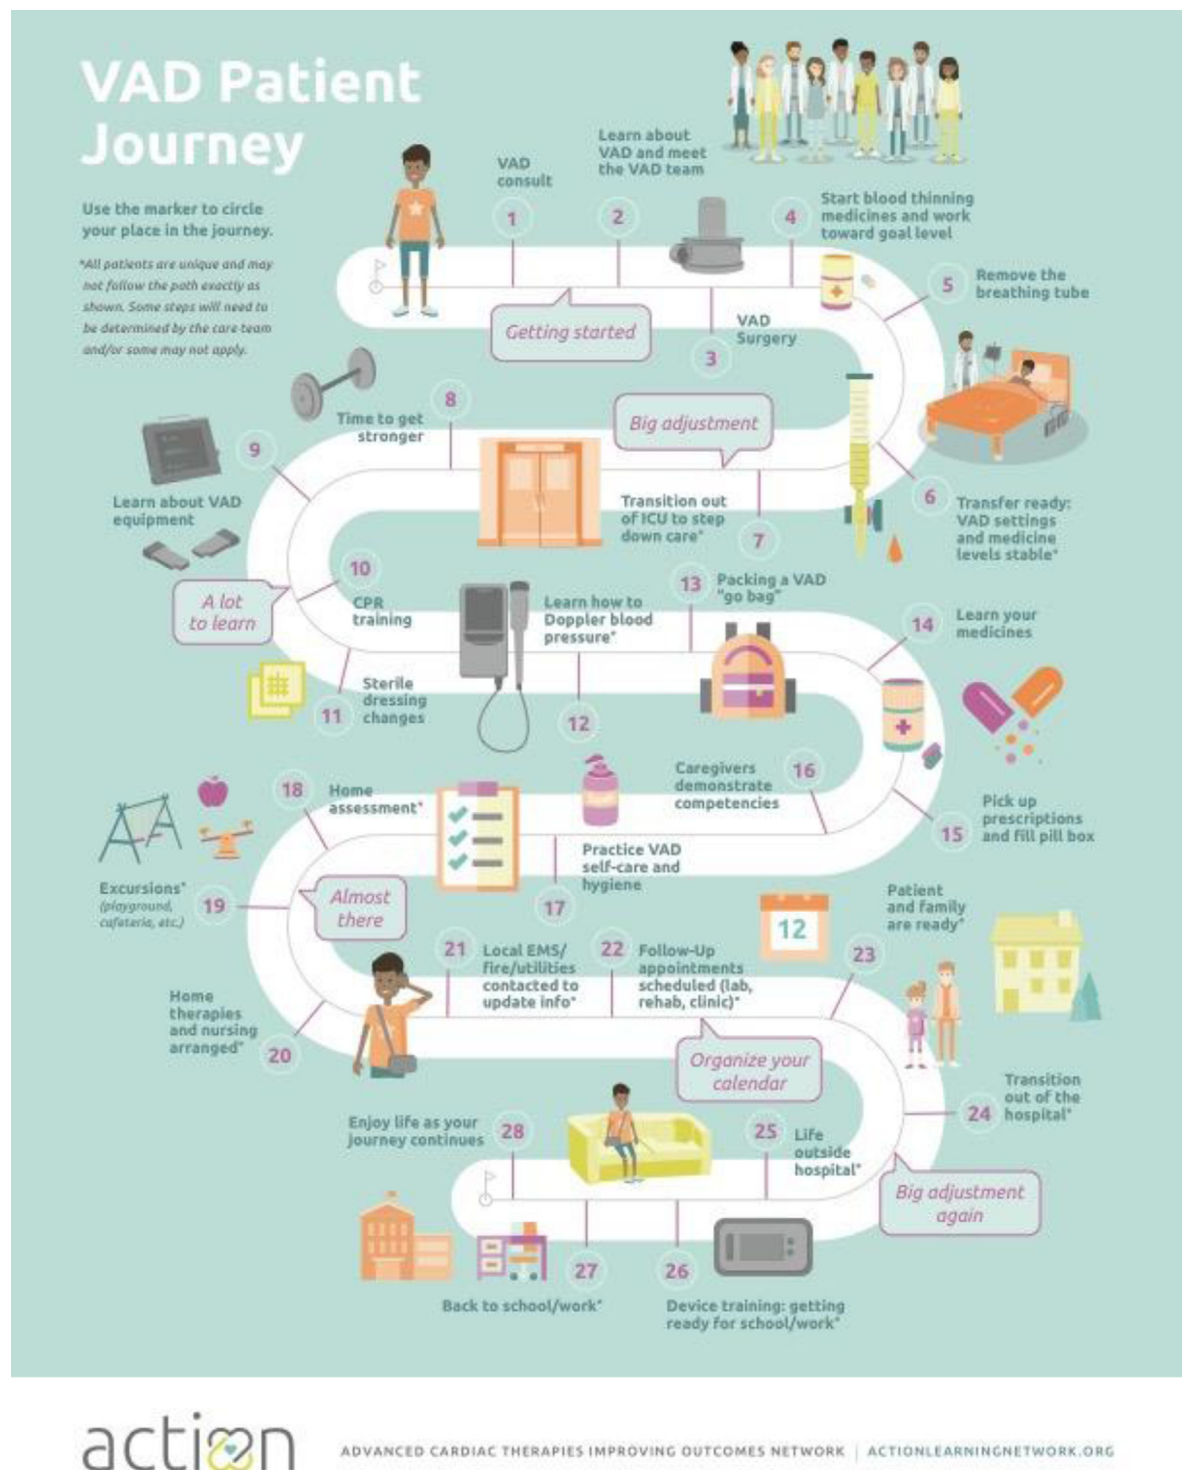 VAD Patient
Journey
Use the marker to circle
your place in the journey.
*All patients are unique and may
not follow the path exactly as
shown. Some steps will need to
be determined by the care team
and/or some may not apply.
VAD
consult
1
Learn about
VAD and meet
the VAD team
2
Getting started
VAD
Surgery
3
4
Start blood thinning
medicines and work
toward goal level
5
Remove the
breathing tube
6
Transfer ready:
VAD settings
and medicine
levels stable*
Big adjustment
Transition out
of ICU to step
down care*
7
8
Time to get
stronger
9
Learn about VAD
equipment
A lot
to learn
10
CPR
training
11
Sterile
dressing
changes
Learn how to
Doppler blood
pressure*
12
13
Packing a VAD
"go bag"
14
Learn your
medicines
15
Pick up
prescriptions
and fill pill box
Caregivers
demonstrate
competencies
16
Practice VAD
self-care and
hygiene
17
18
Home
assessment*
Excursions*
(playground,
cafeteria, etc.)
19
Almost
there
Home
therapies
and nursing
arranged*
20
21
Local EMS/
fire/utilities
contacted to
update info*
22
Follow-Up
appointments
scheduled (lab,
rehab, clinic)*
12
Organize your
calendar
Patient
and family
are ready*
23
Transition
out of the
hospital*
24
Big adjustment
again
25
Life
outside
hospital*
26
Device training: getting
ready for school/work*
27
Back to school/work*
Enjoy life as your
journey continues
28
action
ADVANCED CARDIAC THERAPIES IMPROVING OUTCOMES NETWORK | ACTIONLEARNINGNETWORK.ORG